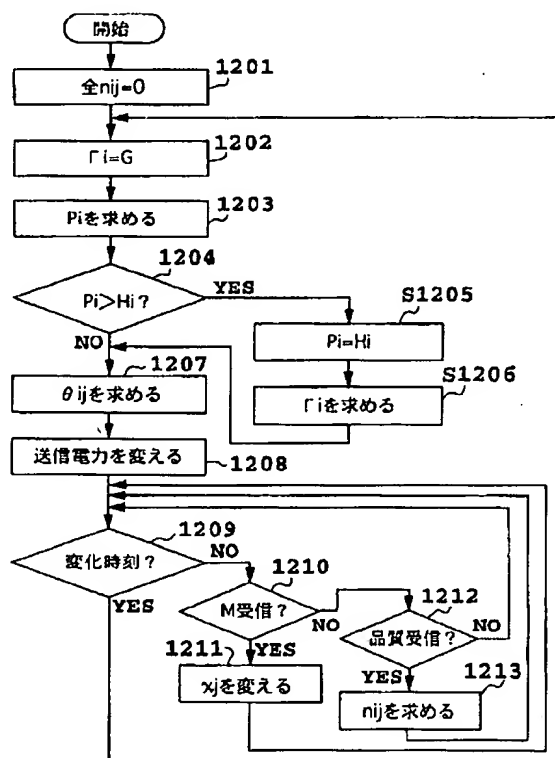 開始
1201
全nij=0
1202
Γi=G
1203
Piを求める
1204
Pi>Hi?
YES
NO
S1205
Pi=Hi
S1206
Γiを求める
1207
θijを求める
送信電力を変える
1208
1209
変化時刻?
NO
YES
1210
M受信?
NO
YES
1211
χjを変える
1212
品質受信?
NO
YES
1213
nijを求める